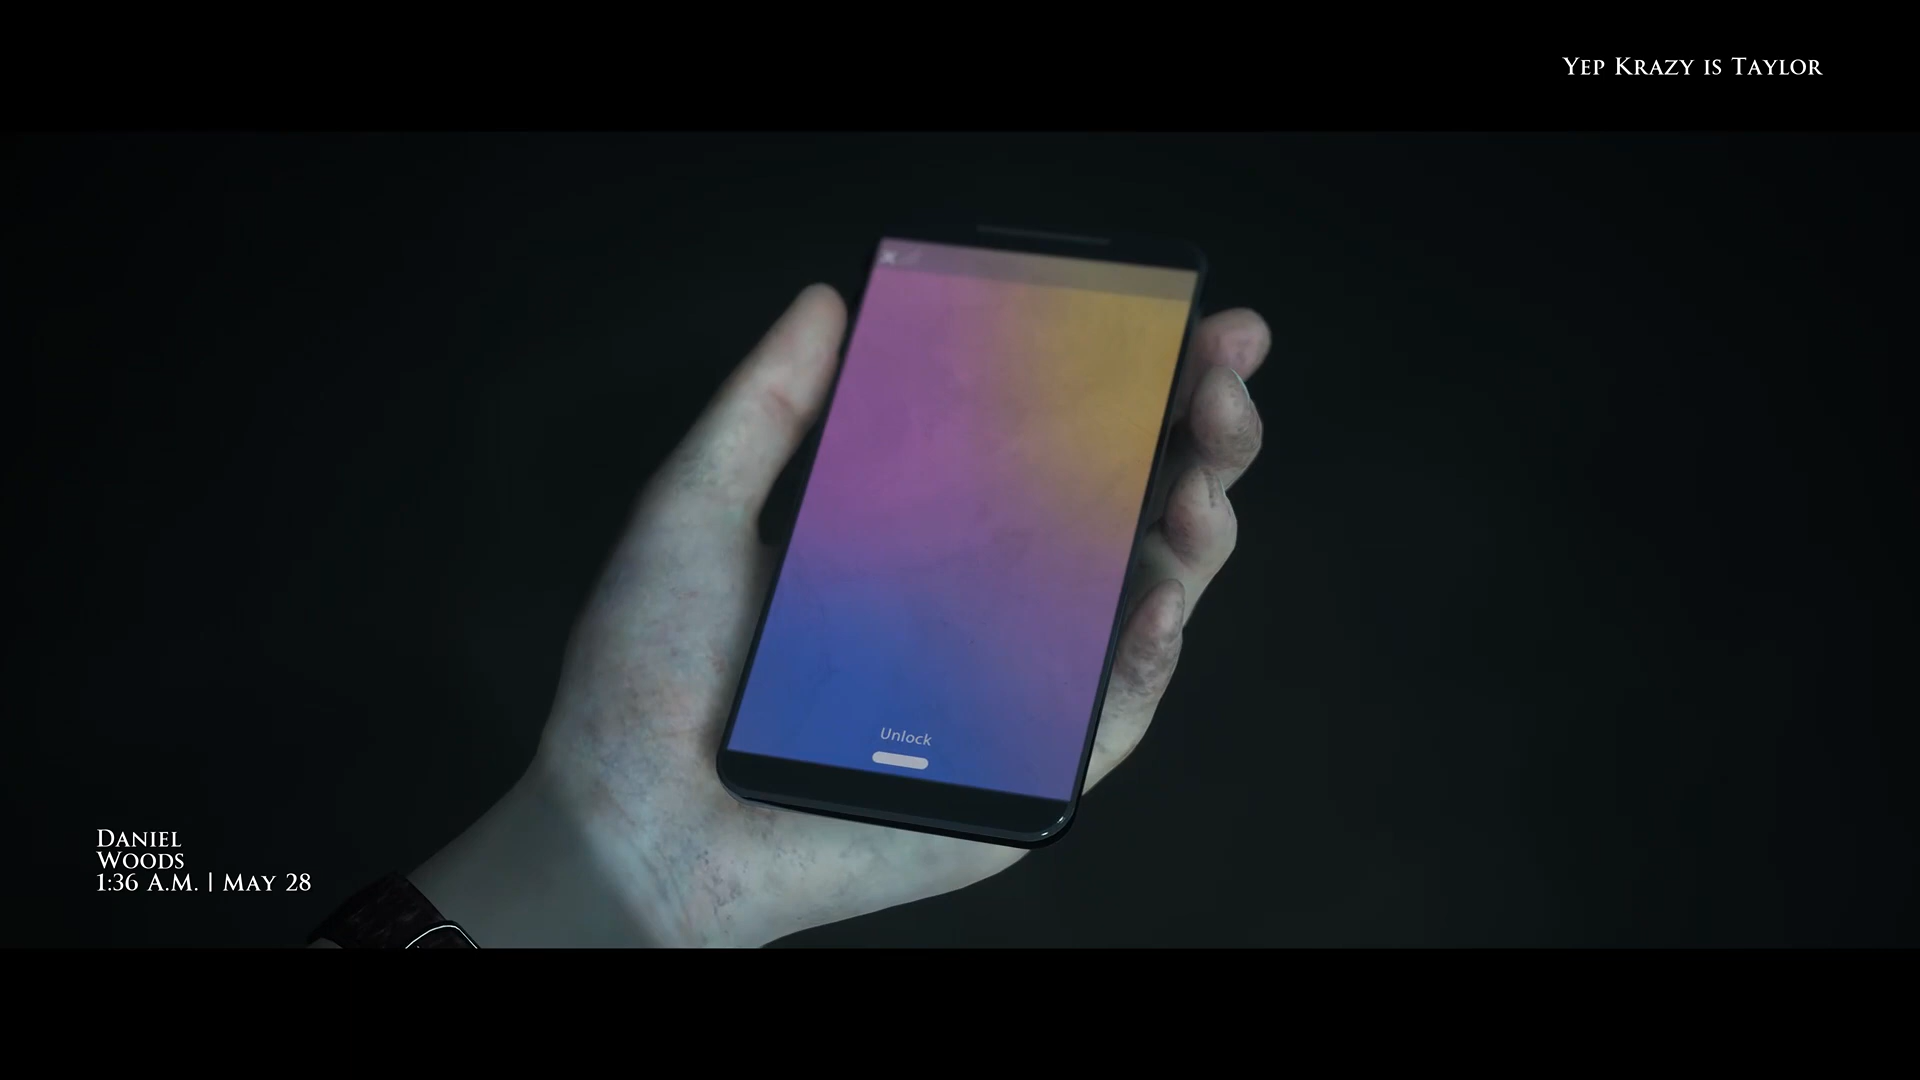 Yep Krazy is Taylor
Unlock
Daniel
Woods
1:36 A.M. | May 28